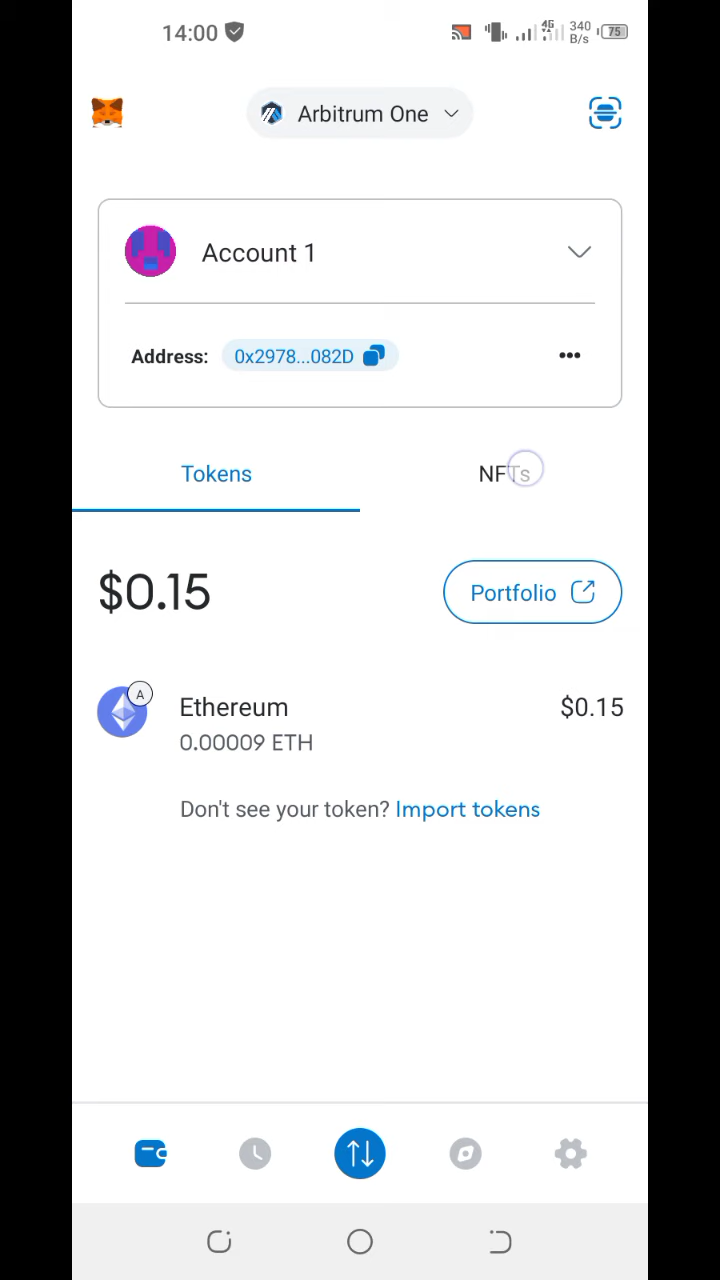 14:00
4G
340 B/s
75
Arbitrum One
Account 1
Address: 0x2978...082D
Tokens
NFTs
$0.15
Portfolio
A
Ethereum
$0.15
0.00009 ETH
Don't see your token? Import tokens